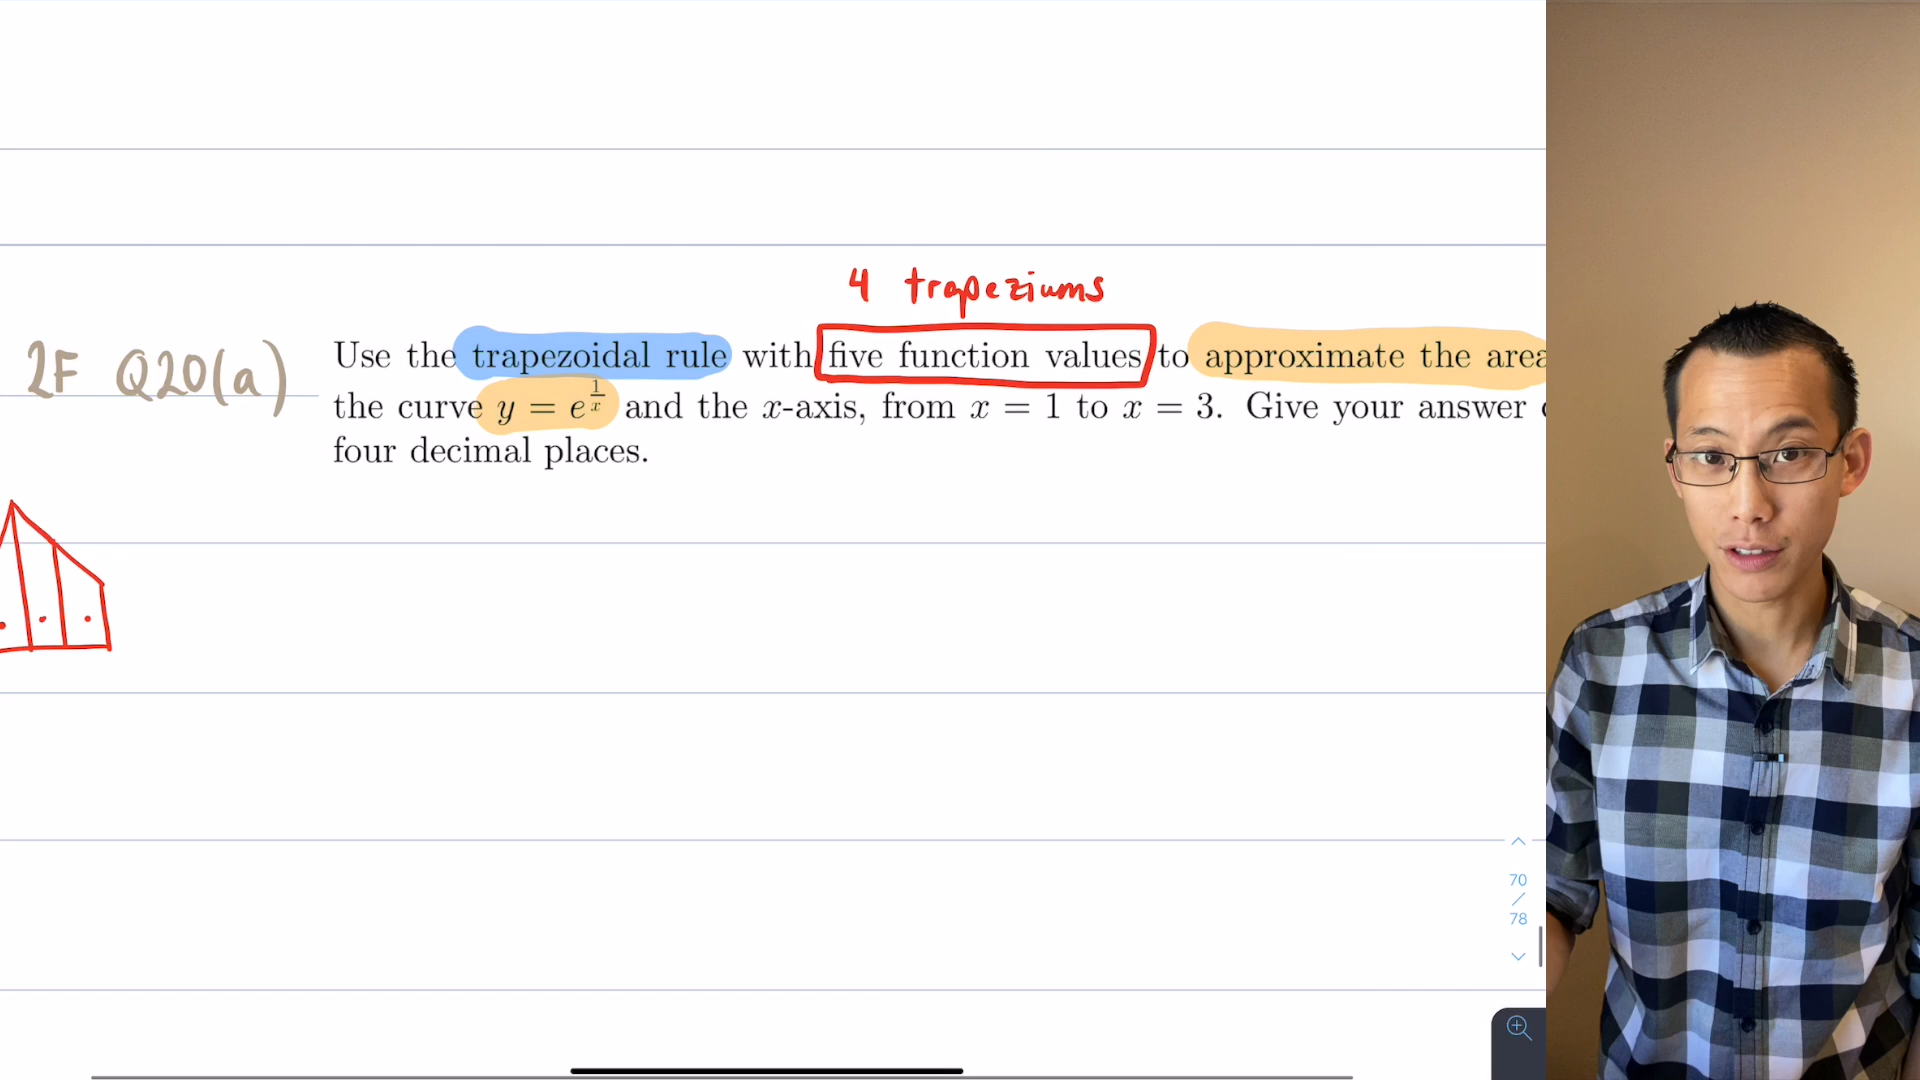 4 trapeziums
2F Q20(a)
Use the trapezoidal rule with five function values to approximate the area
the curve y = e^{1/x} and the x-axis, from x = 1 to x = 3. Give your answer
four decimal places.
70
/
78